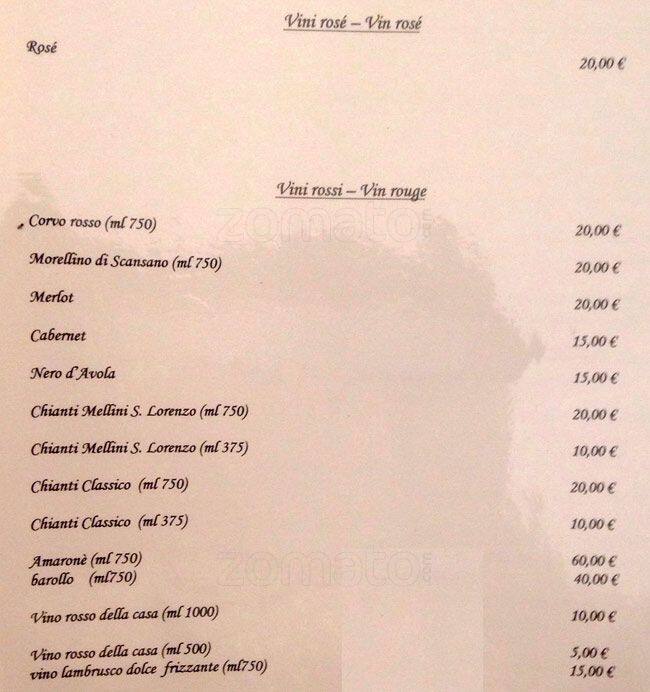 Vini rosé – Vin rosé
Rosé 20,00 €
Vini rossi – Vin rouge
Corvo rosso (ml 750) 20,00 €
Morellino di Scansano (ml 750) 20,00 €
Merlot 20,00 €
Cabernet 15,00 €
Nero d'Avola 15,00 €
Chianti Mellini S. Lorenzo (ml 750) 20,00 €
Chianti Mellini S. Lorenzo (ml 375) 10,00 €
Chianti Classico (ml 750) 20,00 €
Chianti Classico (ml 375) 10,00 €
Amaronè (ml 750) 60,00 €
barollo (ml750) 40,00 €
Vino rosso della casa (ml 1000) 10,00 €
Vino rosso della casa (ml 500) 5,00 €
vino lambrusco dolce frizzante (ml750) 15,00 €
zomato.com
zomato.com